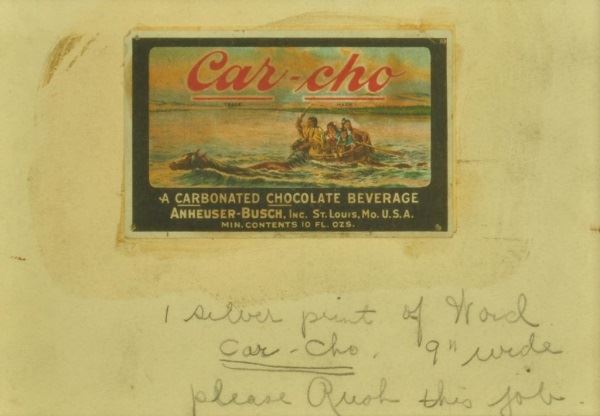 Car-cho
TRADE MARK
A CARBONATED CHOCOLATE BEVERAGE
ANHEUSER-BUSCH, INC. ST. LOUIS, MO. U.S.A.
MIN. CONTENTS 10 FL. OZS.
1 silver print of Word
Car-Cho. 9" wide
please Rush this job.